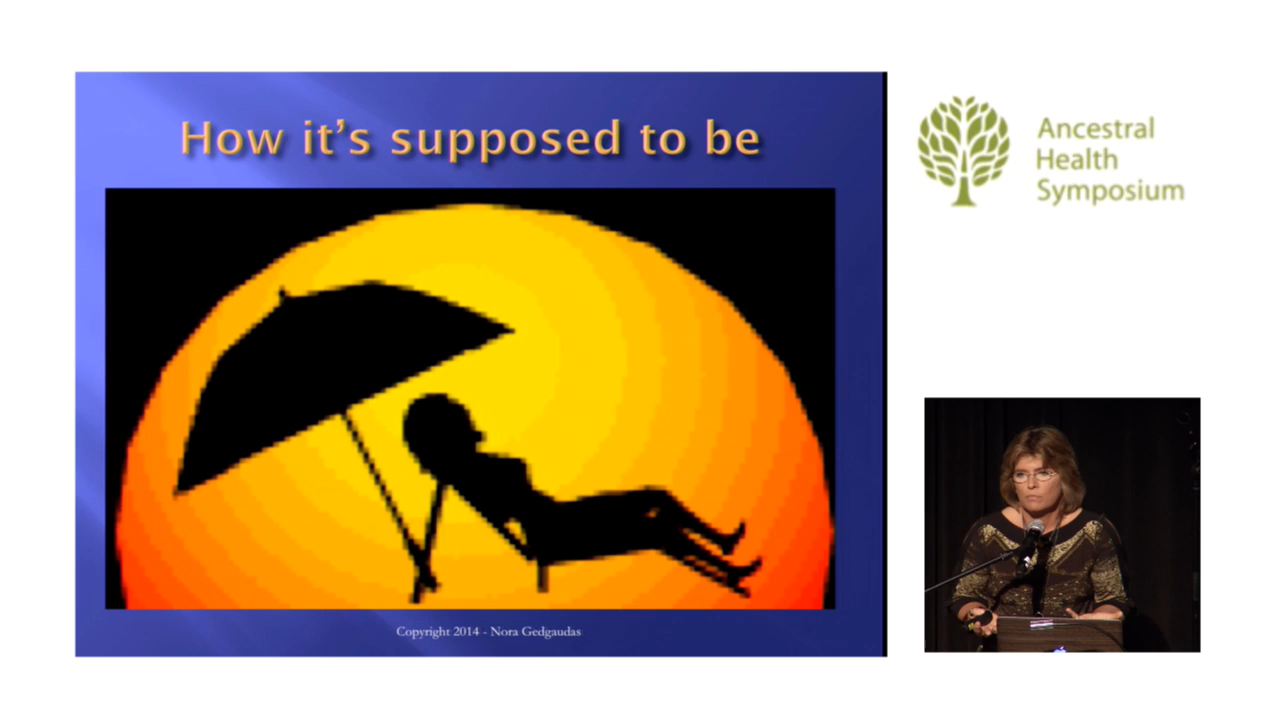 How it's supposed to be
Copyright 2014 - Nora Gedgaudas
Ancestral
Health
Symposium